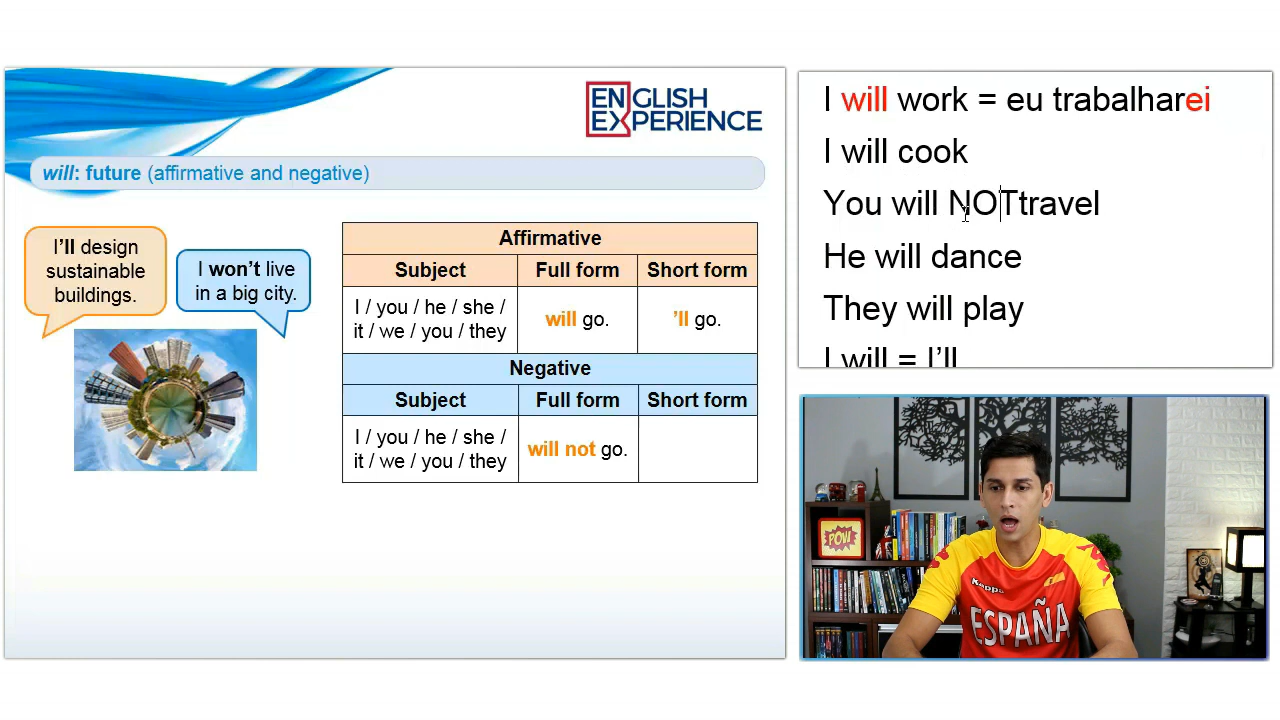 ENGLISH
EXPERIENCE
will: future (affirmative and negative)
I’ll design
sustainable
buildings.
I won’t live
in a big city.
Affirmative
Subject Full form Short form
I / you / he / she /
it / we / you / they
will go.
’ll go.
Negative
Subject Full form Short form
I / you / he / she /
it / we / you / they
will not go.
I will work = eu trabalharei
I will cook
You will NOTtravel
He will dance
They will play
I will = I’ll
POW!
Kappa
ESPAÑA